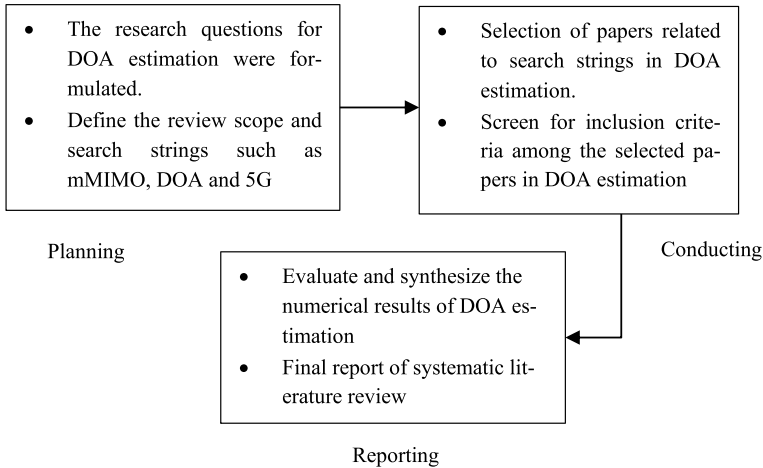 • The research questions for
DOA estimation were for-
mulated.
• Define the review scope and
search strings such as
mMIMO, DOA and 5G
Planning
• Selection of papers related
to search strings in DOA
estimation.
• Screen for inclusion crite-
ria among the selected pa-
pers in DOA estimation
Conducting
• Evaluate and synthesize the
numerical results of DOA es-
timation
• Final report of systematic lit-
erature review
Reporting